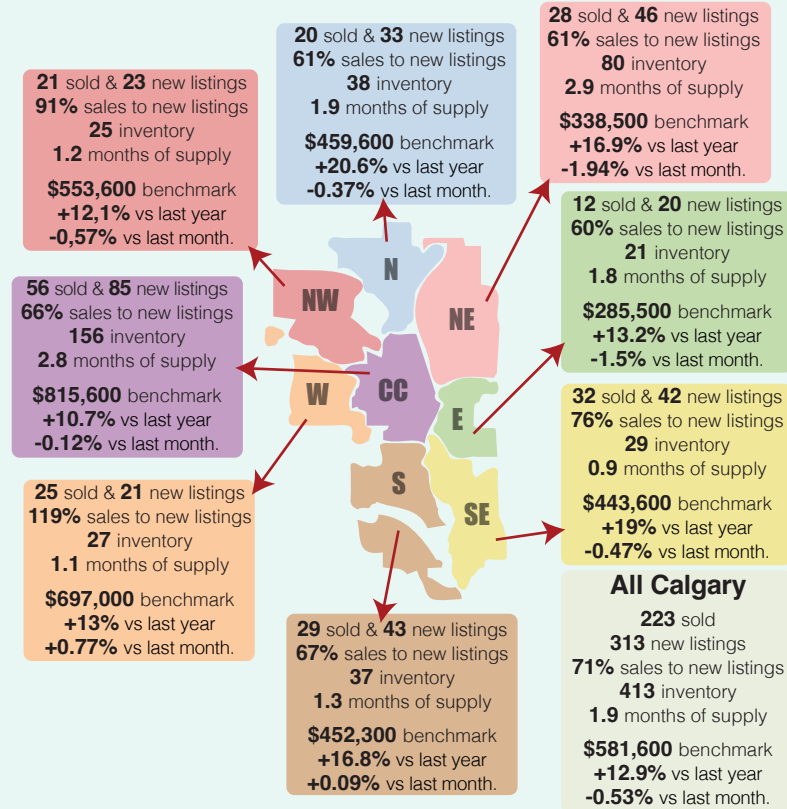 21 sold & 23 new listings
91% sales to new listings
25 inventory
1.2 months of supply
$553,600 benchmark
+12,1% vs last year
-0,57% vs last month.
20 sold & 33 new listings
61% sales to new listings
38 inventory
1.9 months of supply
$459,600 benchmark
+20.6% vs last year
-0.37% vs last month.
28 sold & 46 new listings
61% sales to new listings
80 inventory
2.9 months of supply
$338,500 benchmark
+16.9% vs last year
-1.94% vs last month.
12 sold & 20 new listings
60% sales to new listings
21 inventory
1.8 months of supply
$285,500 benchmark
+13.2% vs last year
-1.5% vs last month.
56 sold & 85 new listings
66% sales to new listings
156 inventory
2.8 months of supply
$815,600 benchmark
+10.7% vs last year
-0.12% vs last month.
N
NW
NE
W
CC
E
S
SE
32 sold & 42 new listings
76% sales to new listings
29 inventory
0.9 months of supply
$443,600 benchmark
+19% vs last year
-0.47% vs last month.
25 sold & 21 new listings
119% sales to new listings
27 inventory
1.1 months of supply
$697,000 benchmark
+13% vs last year
+0.77% vs last month.
29 sold & 43 new listings
67% sales to new listings
37 inventory
1.3 months of supply
$452,300 benchmark
+16.8% vs last year
+0.09% vs last month.
All Calgary
223 sold
313 new listings
71% sales to new listings
413 inventory
1.9 months of supply
$581,600 benchmark
+12.9% vs last year
-0.53% vs last month.